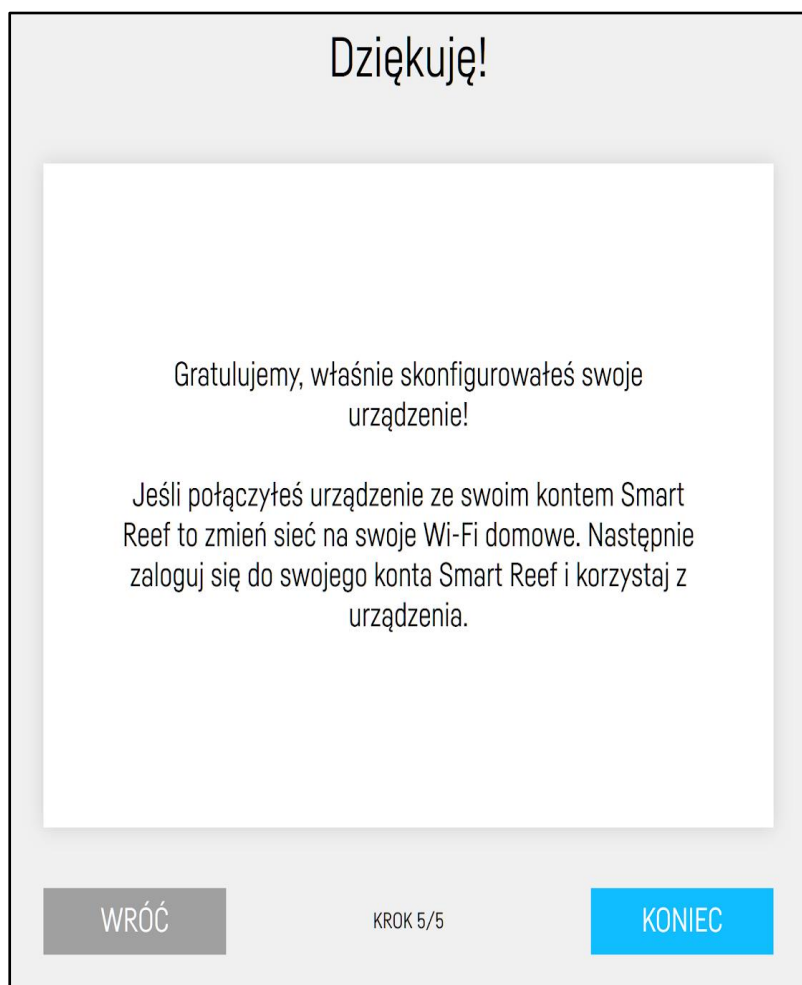 Dziękuję!
Gratulujemy, właśnie skonfigurowałeś swoje
urządzenie!
Jeśli połączyłeś urządzenie ze swoim kontem Smart
Reef to zmień sieć na swoje Wi-Fi domowe. Następnie
zaloguj się do swojego konta Smart Reef i korzystaj z
urządzenia.
WRÓĆ
KROK 5/5
KONIEC